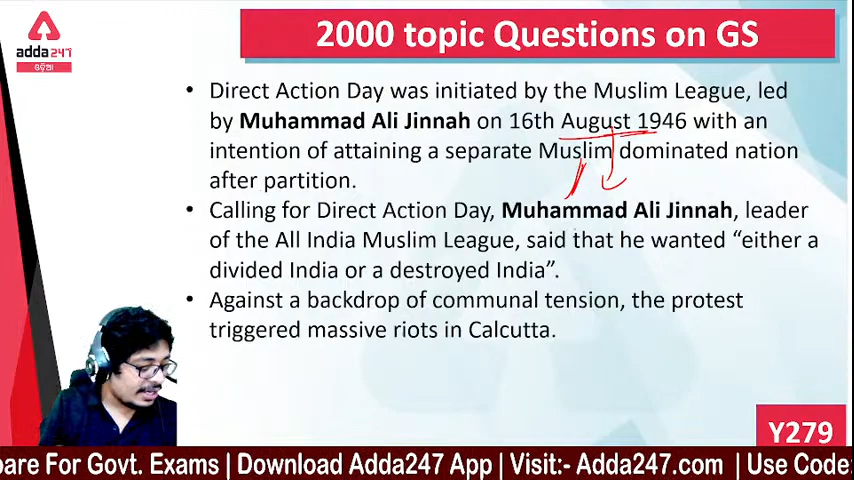 2000 topic Questions on GS
adda247
ଓଡ଼ିଆ
• Direct Action Day was initiated by the Muslim League, led
by Muhammad Ali Jinnah on 16th August 1946 with an
intention of attaining a separate Muslim dominated nation
after partition.
• Calling for Direct Action Day, Muhammad Ali Jinnah, leader
of the All India Muslim League, said that he wanted “either a
divided India or a destroyed India”.
• Against a backdrop of communal tension, the protest
triggered massive riots in Calcutta.
Y279
pare For Govt. Exams | Download Adda247 App | Visit:- Adda247.com | Use Code: